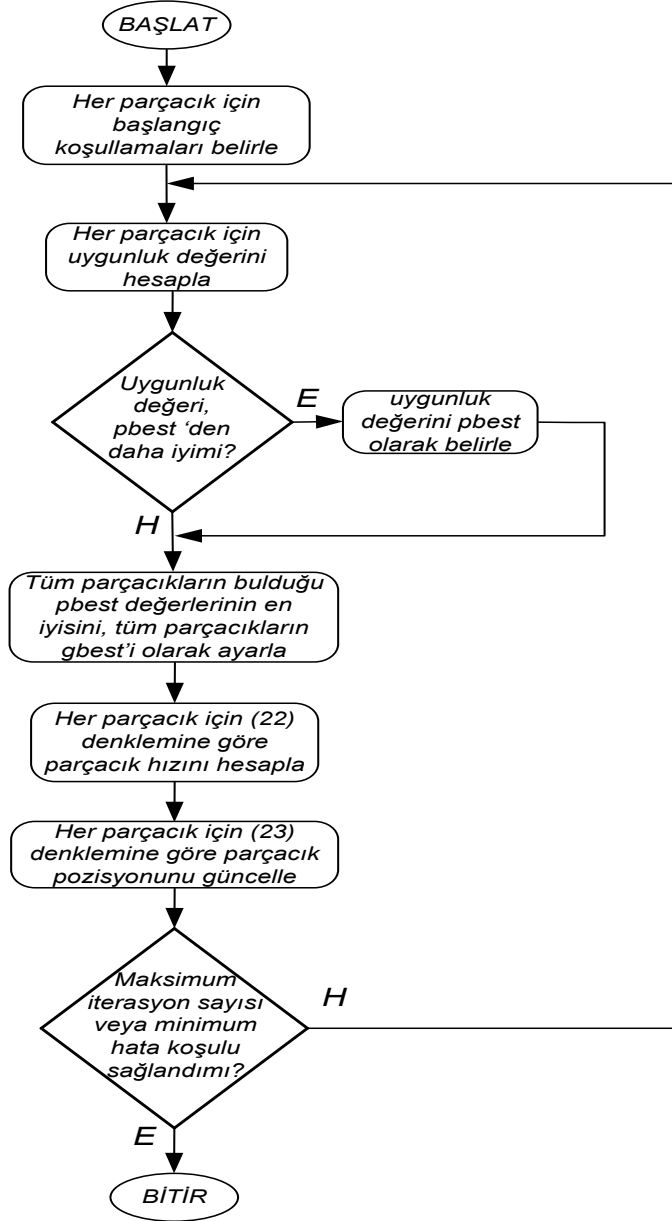 BAŞLAT
Her parçacık için
başlangıç
koşullamaları belirle
Her parçacık için
uygunluk değerini
hesapla
Uygunluk
değeri,
pbest ‘den
daha iyimi?
E
uygunluk
değerini pbest
olarak belirle
H
Tüm parçacıkların bulduğu
pbest değerlerinin en
iyisini, tüm parçacıkların
gbest’i olarak ayarla
Her parçacık için (22)
denklemine göre
parçacık hızını hesapla
Her parçacık için (23)
denklemine göre parçacık
pozisyonunu güncelle
Maksimum
iterasyon sayısı
veya minimum
hata koşulu
sağlandımı?
H
E
BİTİR